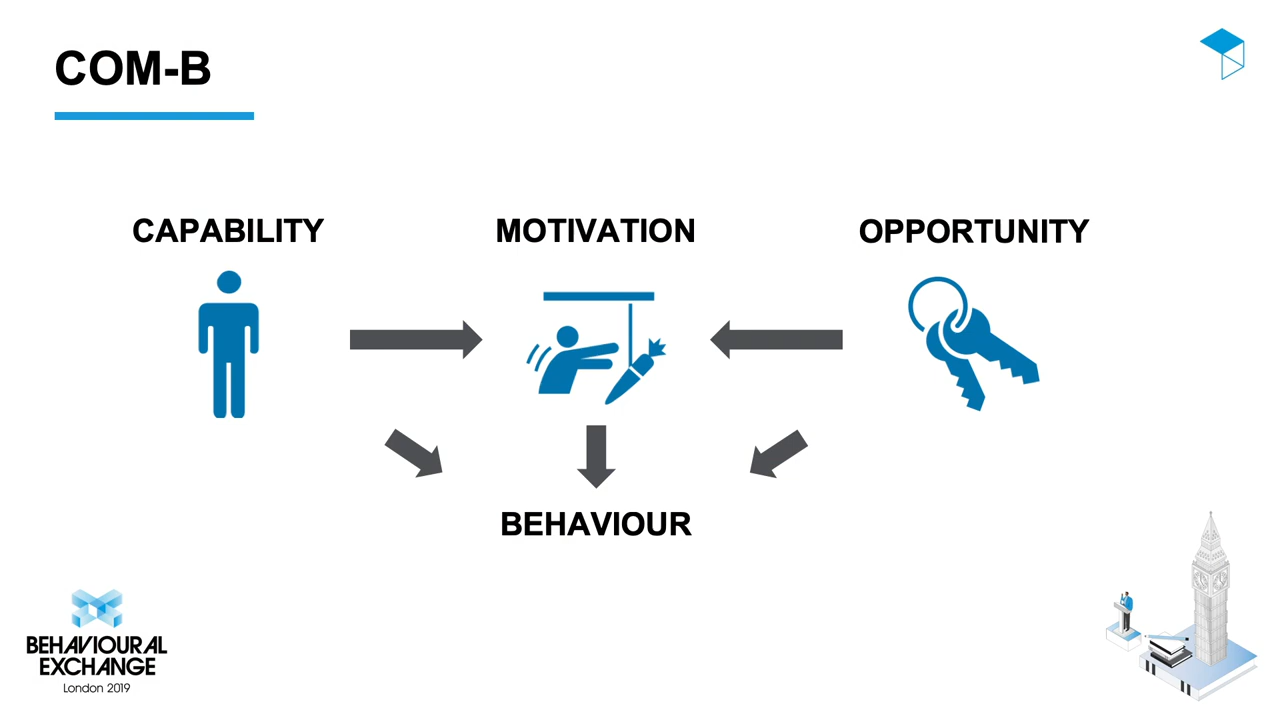 COM-B
CAPABILITY
MOTIVATION
OPPORTUNITY
BEHAVIOUR
BEHAVIOURAL
EXCHANGE
London 2019